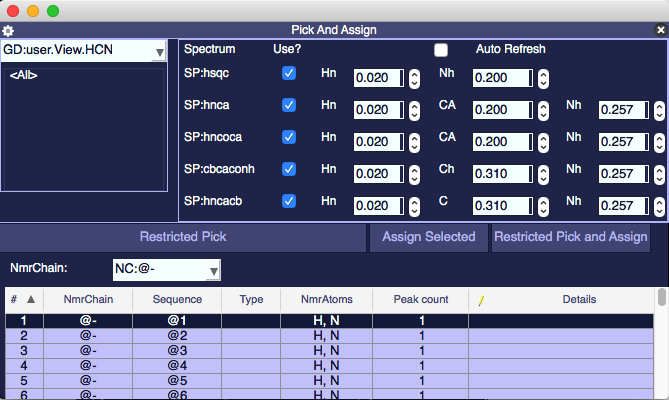 Pick And Assign
GD:user.View.HCN
<All>
Spectrum Use? Auto Refresh
SP:hsqc Hn 0.020 Nh 0.200
SP:hnca Hn 0.020 CA 0.200 Nh 0.257
SP:hncoca Hn 0.020 CA 0.200 Nh 0.257
SP:cbcaconh Hn 0.020 Ch 0.310 Nh 0.257
SP:hncacb Hn 0.020 C 0.310 Nh 0.257
Restricted Pick Assign Selected Restricted Pick and Assign
NmrChain: NC:@-
# NmrChain Sequence Type NmrAtoms Peak count Details
1 @- @1 H, N 1
2 @- @2 H, N 1
3 @- @3 H, N 1
4 @- @4 H, N 1
5 @- @5 H, N 1
6 @- @6 H, N 1